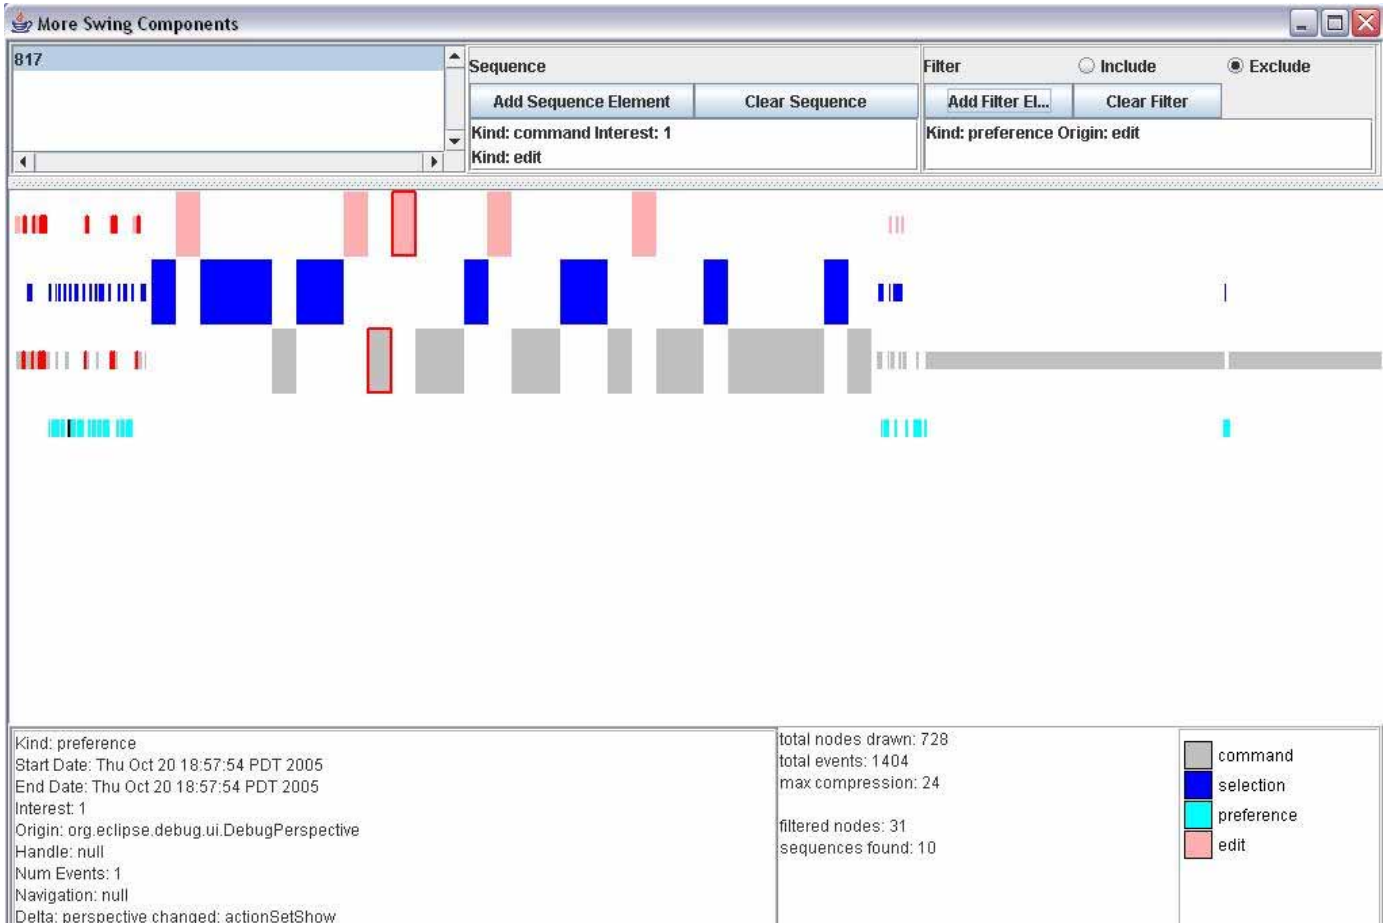 More Swing Components
817
Sequence
Filter Include Exclude
Add Sequence Element Clear Sequence
Add Filter El... Clear Filter
Kind: command Interest: 1
Kind: edit
Kind: preference Origin: edit
Kind: preference
Start Date: Thu Oct 20 18:57:54 PDT 2005
End Date: Thu Oct 20 18:57:54 PDT 2005
Interest: 1
Origin: org.eclipse.debug.ui.DebugPerspective
Handle: null
Num Events: 1
Navigation: null
Delta: perspective changed: actionSetShow
total nodes drawn: 728
total events: 1404
max compression: 24
filtered nodes: 31
sequences found: 10
command
selection
preference
edit